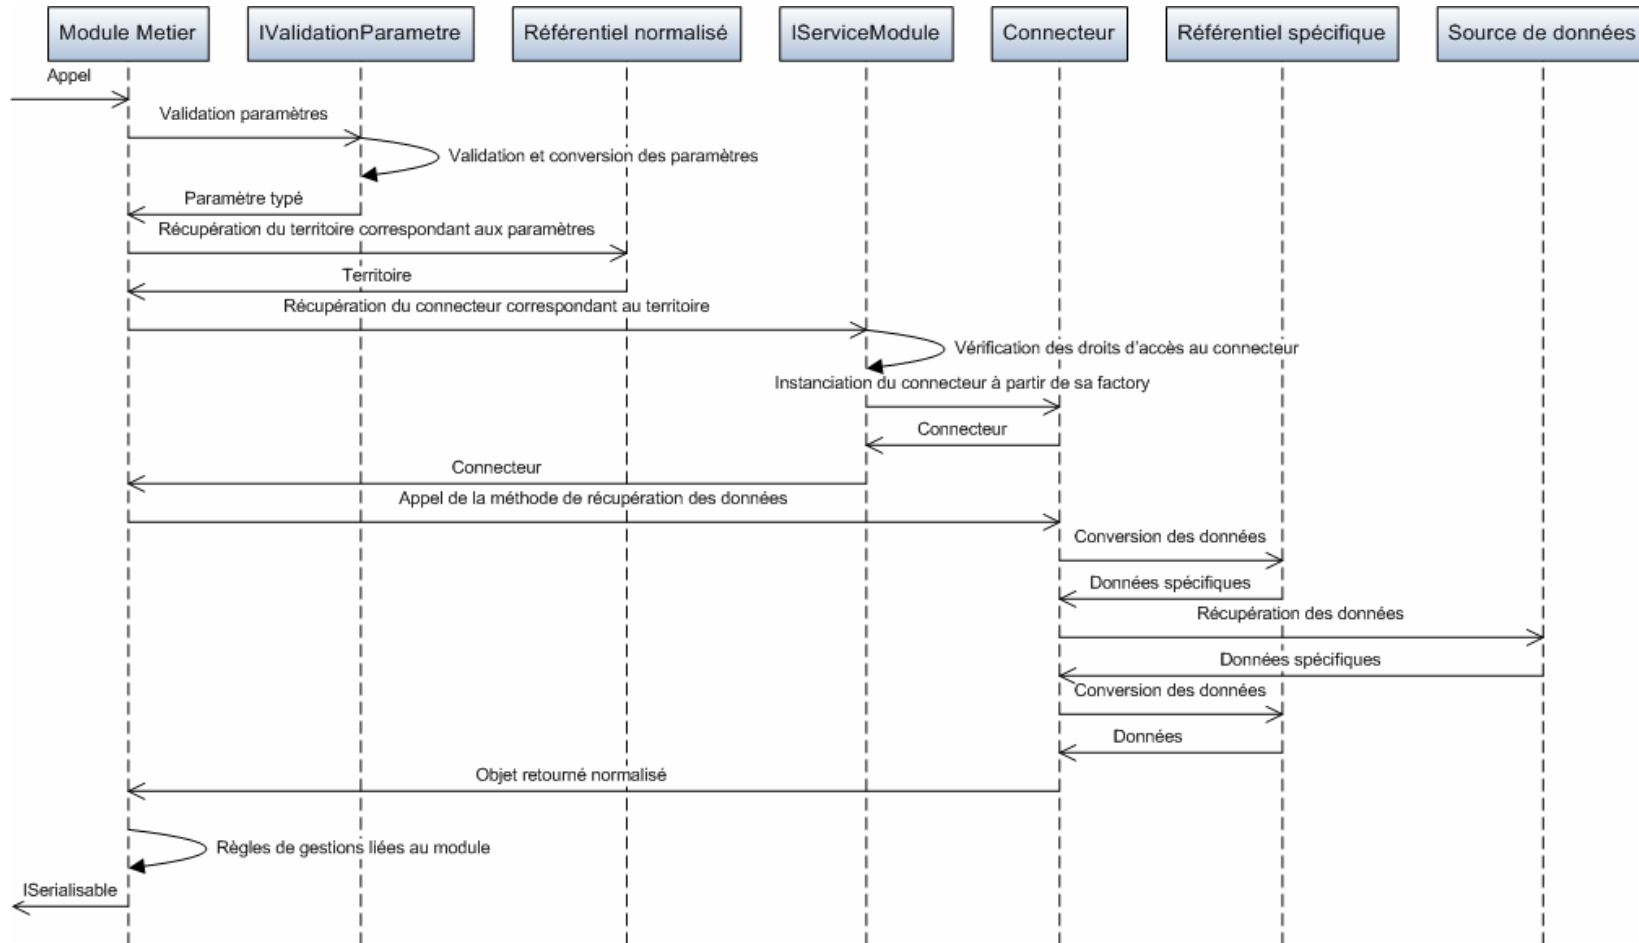 Module Metier
IValidationParametre
Référentiel normalisé
IServiceModule
Connecteur
Référentiel spécifique
Source de données
Appel
Validation paramètres
Validation et conversion des paramètres
Paramètre typé
Récupération du territoire correspondant aux paramètres
Territoire
Récupération du connecteur correspondant au territoire
Vérification des droits d'accès au connecteur
Instanciation du connecteur à partir de sa factory
Connecteur
Connecteur
Appel de la méthode de récupération des données
Conversion des données
Données spécifiques
Récupération des données
Données spécifiques
Conversion des données
Données
Objet retourné normalisé
Règles de gestions liées au module
ISerialisable